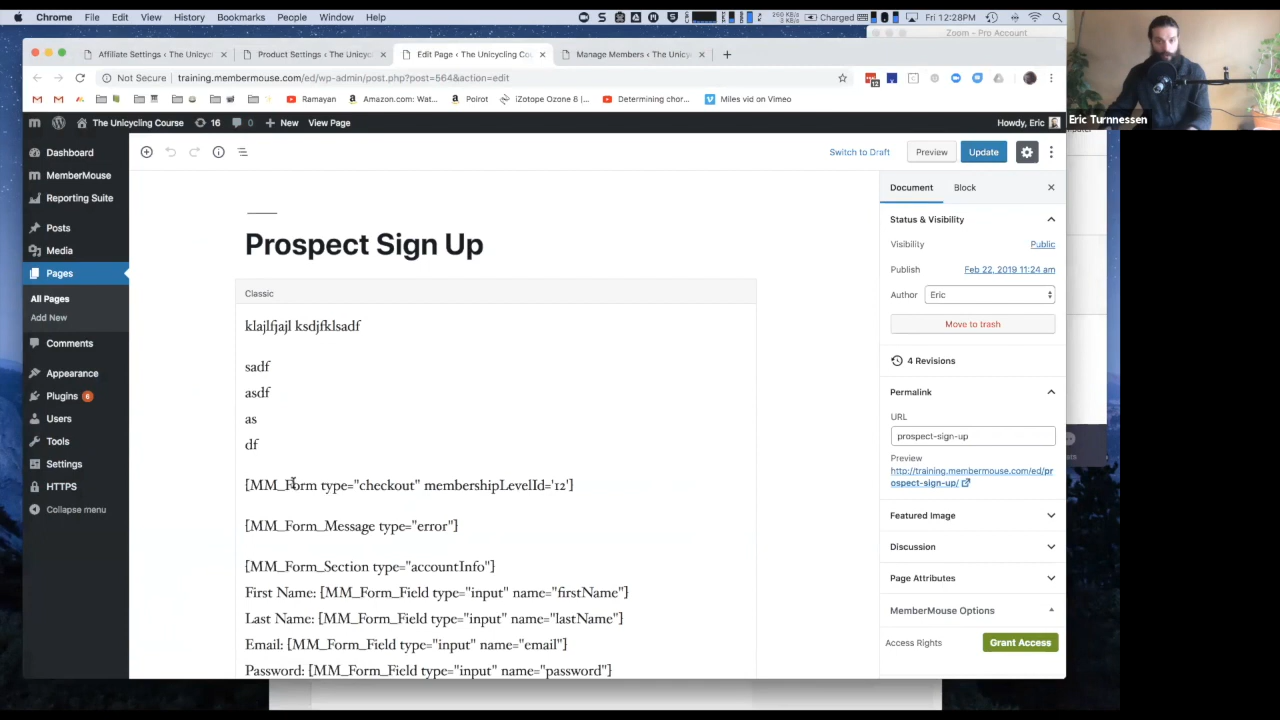 Chrome File Edit View History Bookmarks People Window Help
Charged Fri 12:28PM
Zoom - Pro Account
Affiliate Settings < The Unicyc
Product Settings < The Unicyc
Edit Page < The Unicycling Cou
Manage Members < The Unicy
Not Secure training.membermouse.com/ed/wp-admin/post.php?post=564&action=edit
12
Ramayan
Amazon.com: Wat...
Poirot
iZotope Ozone 8 |...
Determining chor...
Miles vid on Vimeo
Eric Turnnessen
The Unicycling Course 16 0 New View Page
Howdy, Eric
Dashboard
MemberMouse
Reporting Suite
Posts
Media
Pages
All Pages
Add New
Comments
Appearance
Plugins 6
Users
Tools
Settings
HTTPS
Collapse menu
Switch to Draft Preview Update
Prospect Sign Up
Classic
klajlfjajl ksdjfklsadf
sadf
asdf
as
df
[MM_Form type="checkout" membershipLevelId='12']
[MM_Form_Message type="error"]
[MM_Form_Section type="accountInfo"]
First Name: [MM_Form_Field type="input" name="firstName"]
Last Name: [MM_Form_Field type="input" name="lastName"]
Email: [MM_Form_Field type="input" name="email"]
Password: [MM_Form_Field type="input" name="password"]
Document Block
Status & Visibility
Visibility Public
Publish Feb 22, 2019 11:24 am
Author Eric
Move to trash
4 Revisions
Permalink
URL
prospect-sign-up
Preview
http://training.membermouse.com/ed/pr
ospect-sign-up/
Featured Image
Discussion
Page Attributes
MemberMouse Options
Access Rights Grant Access